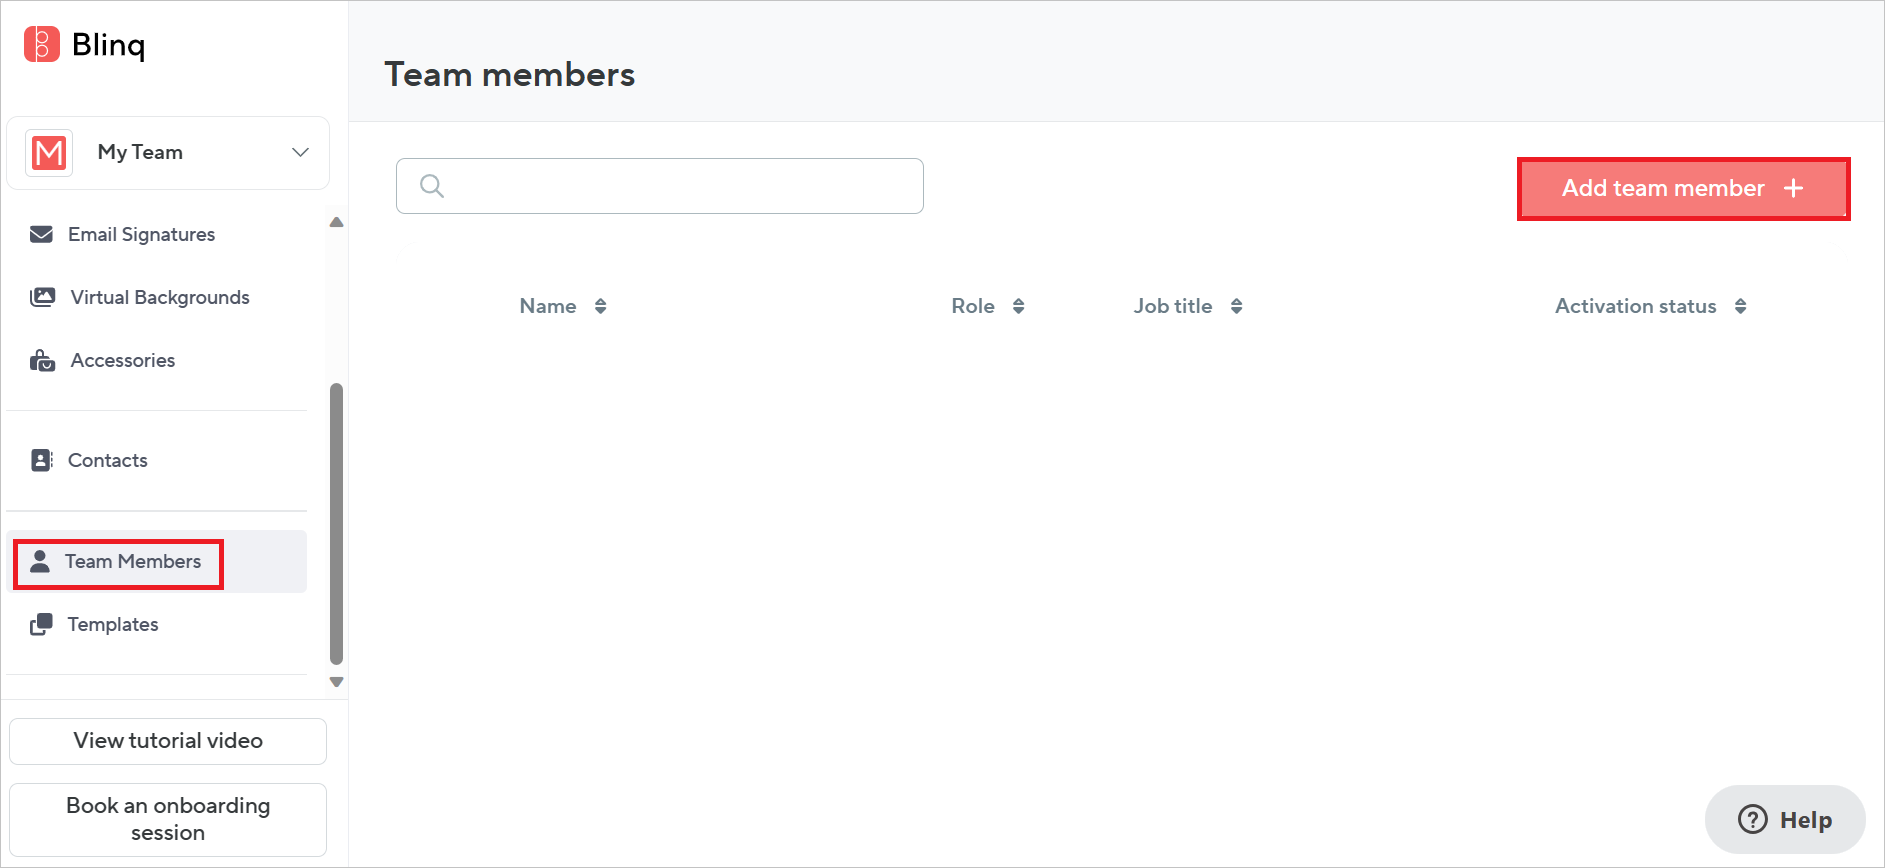 Blinq
M
My Team
Email Signatures
Virtual Backgrounds
Accessories
Contacts
Team Members
Templates
View tutorial video
Book an onboarding
session
Team members
Add team member +
Name
Role
Job title
Activation status
Help